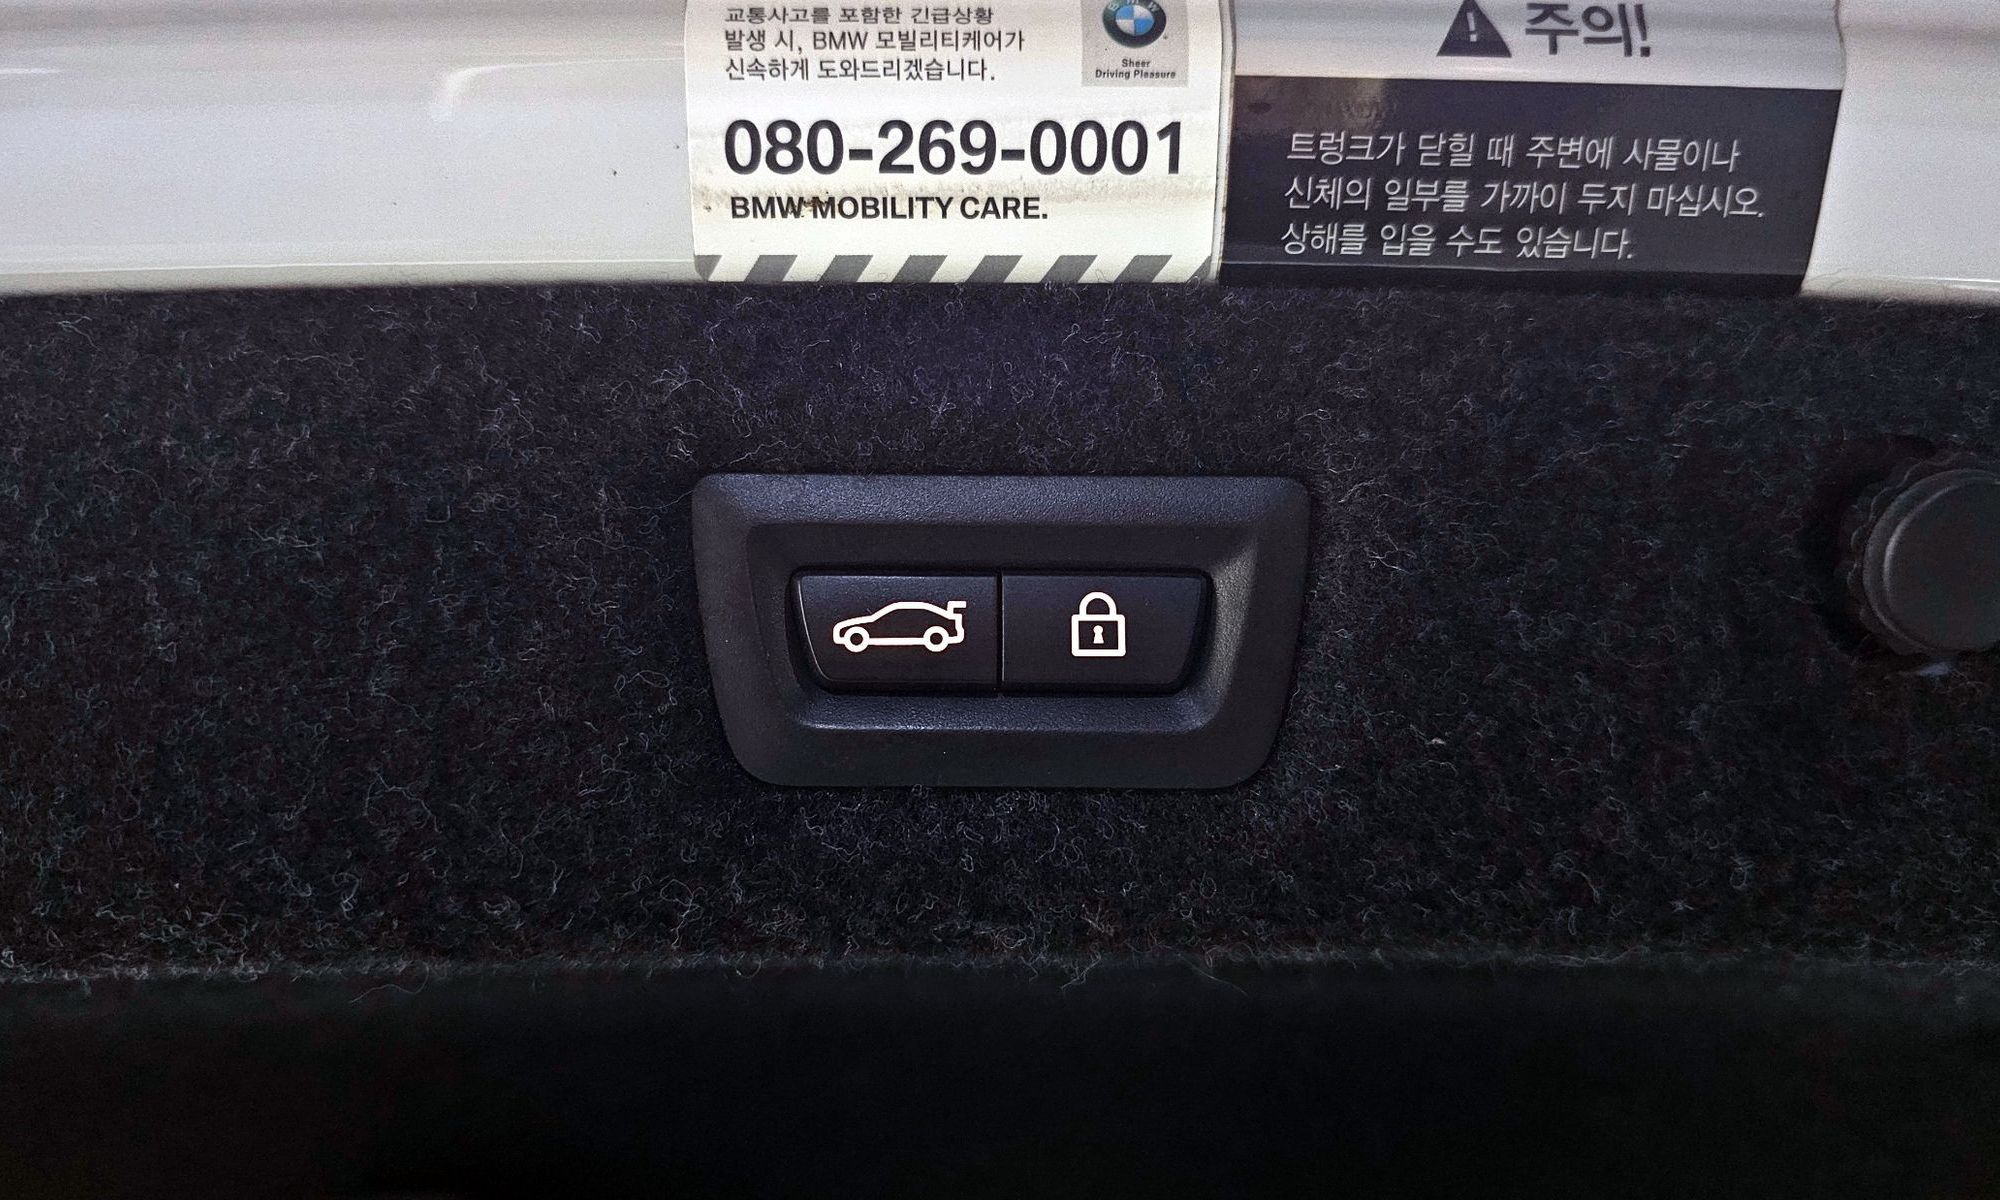 교통사고를 포함한 긴급상황
발생 시, BMW 모빌리티케어가
신속하게 도와드리겠습니다.
BMW
Sheer
Driving Pleasure
080-269-0001
BMW MOBILITY CARE.
주의!
트렁크가 닫힐 때 주변에 사물이나
신체의 일부를 가까이 두지 마십시오.
상해를 입을 수도 있습니다.